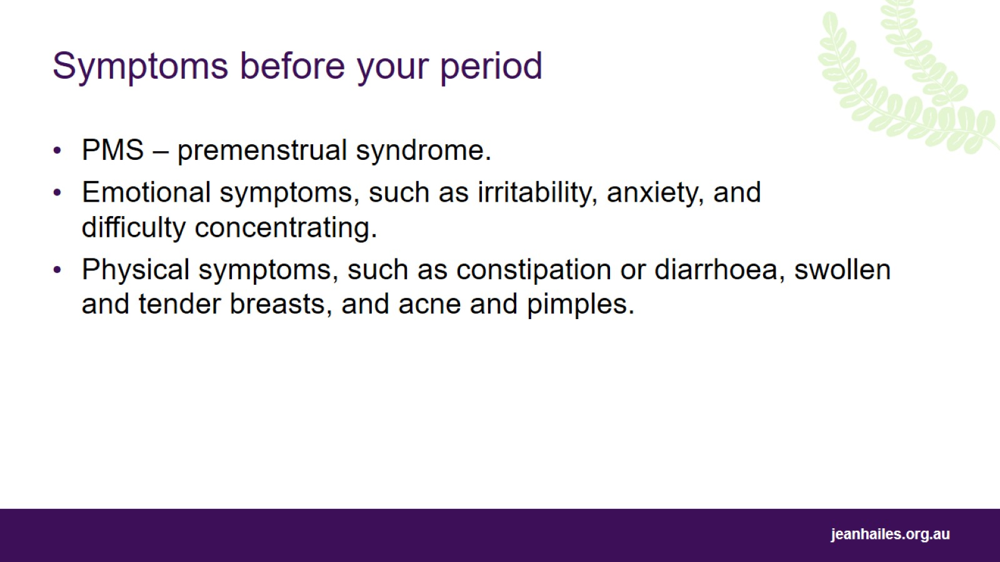 Symptoms before your period
• PMS – premenstrual syndrome.
• Emotional symptoms, such as irritability, anxiety, and
difficulty concentrating.
• Physical symptoms, such as constipation or diarrhoea, swollen
and tender breasts, and acne and pimples.
jeanhailes.org.au